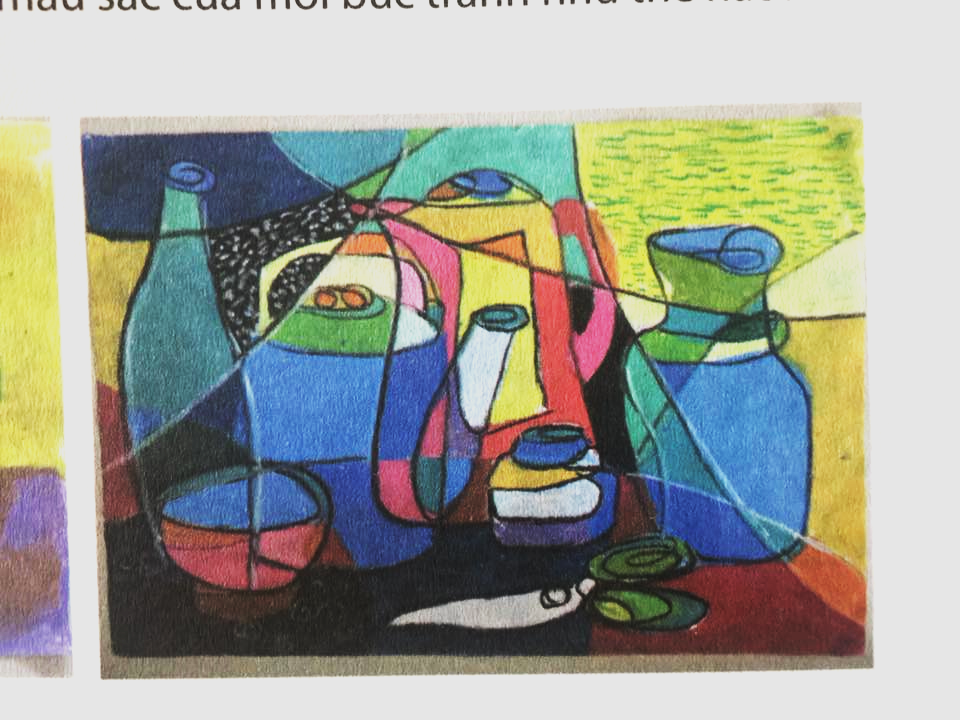 màu sắc của mỗi bức tranh như thế nào